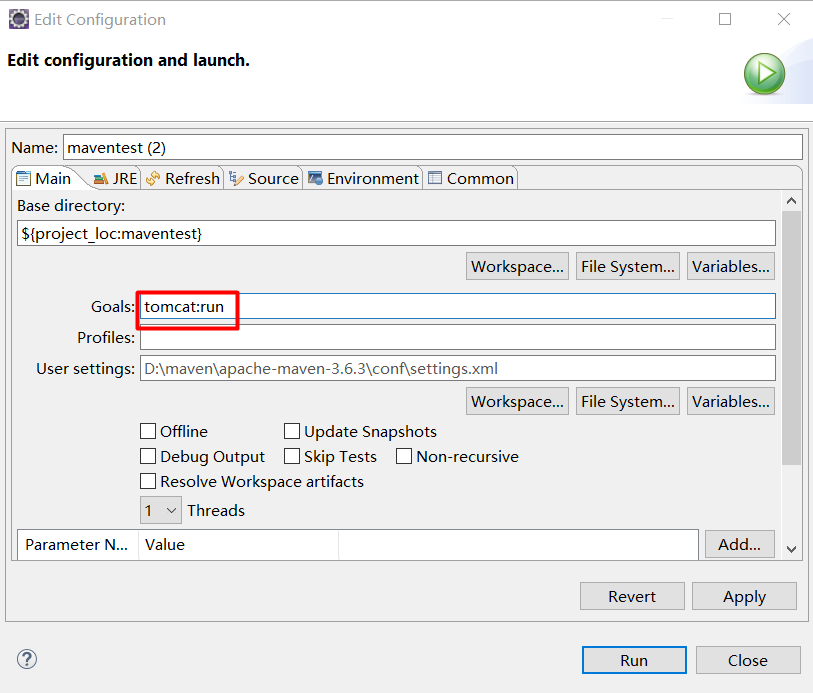 Edit Configuration
Edit configuration and launch.
Name: maventest (2)
Main JRE Refresh Source Environment Common
Base directory:
${project_loc:maventest}
Workspace... File System... Variables...
Goals: tomcat:run
Profiles:
User settings: D:\maven\apache-maven-3.6.3\conf\settings.xml
Workspace... File System... Variables...
Offline Update Snapshots
Debug Output Skip Tests Non-recursive
Resolve Workspace artifacts
1 Threads
Parameter N... Value Add...
Revert Apply
? Run Close